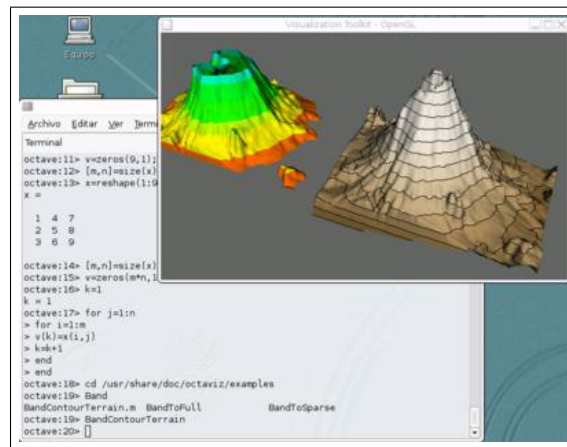 Visualization Toolkit - OpenGL
Equipo
Archivo Editar Ver Termi
Terminal
octave:11> v=zeros(9,1);
octave:12> [m,n]=size(x)
octave:13> x=reshape(1:9
x =
1 4 7
2 5 8
3 6 9
octave:14> [m,n]=size(x)
octave:15> v=zeros(m*n,1
octave:16> k=1
k = 1
octave:17> for j=1:n
> for i=1:m
> v(k)=x(i,j)
> k=k+1
> end
> end
octave:18> cd /usr/share/doc/octaviz/examples
octave:19> Band
BandContourTerrain.m BandToFull BandToSparse
octave:19> BandContourTerrain
octave:20>